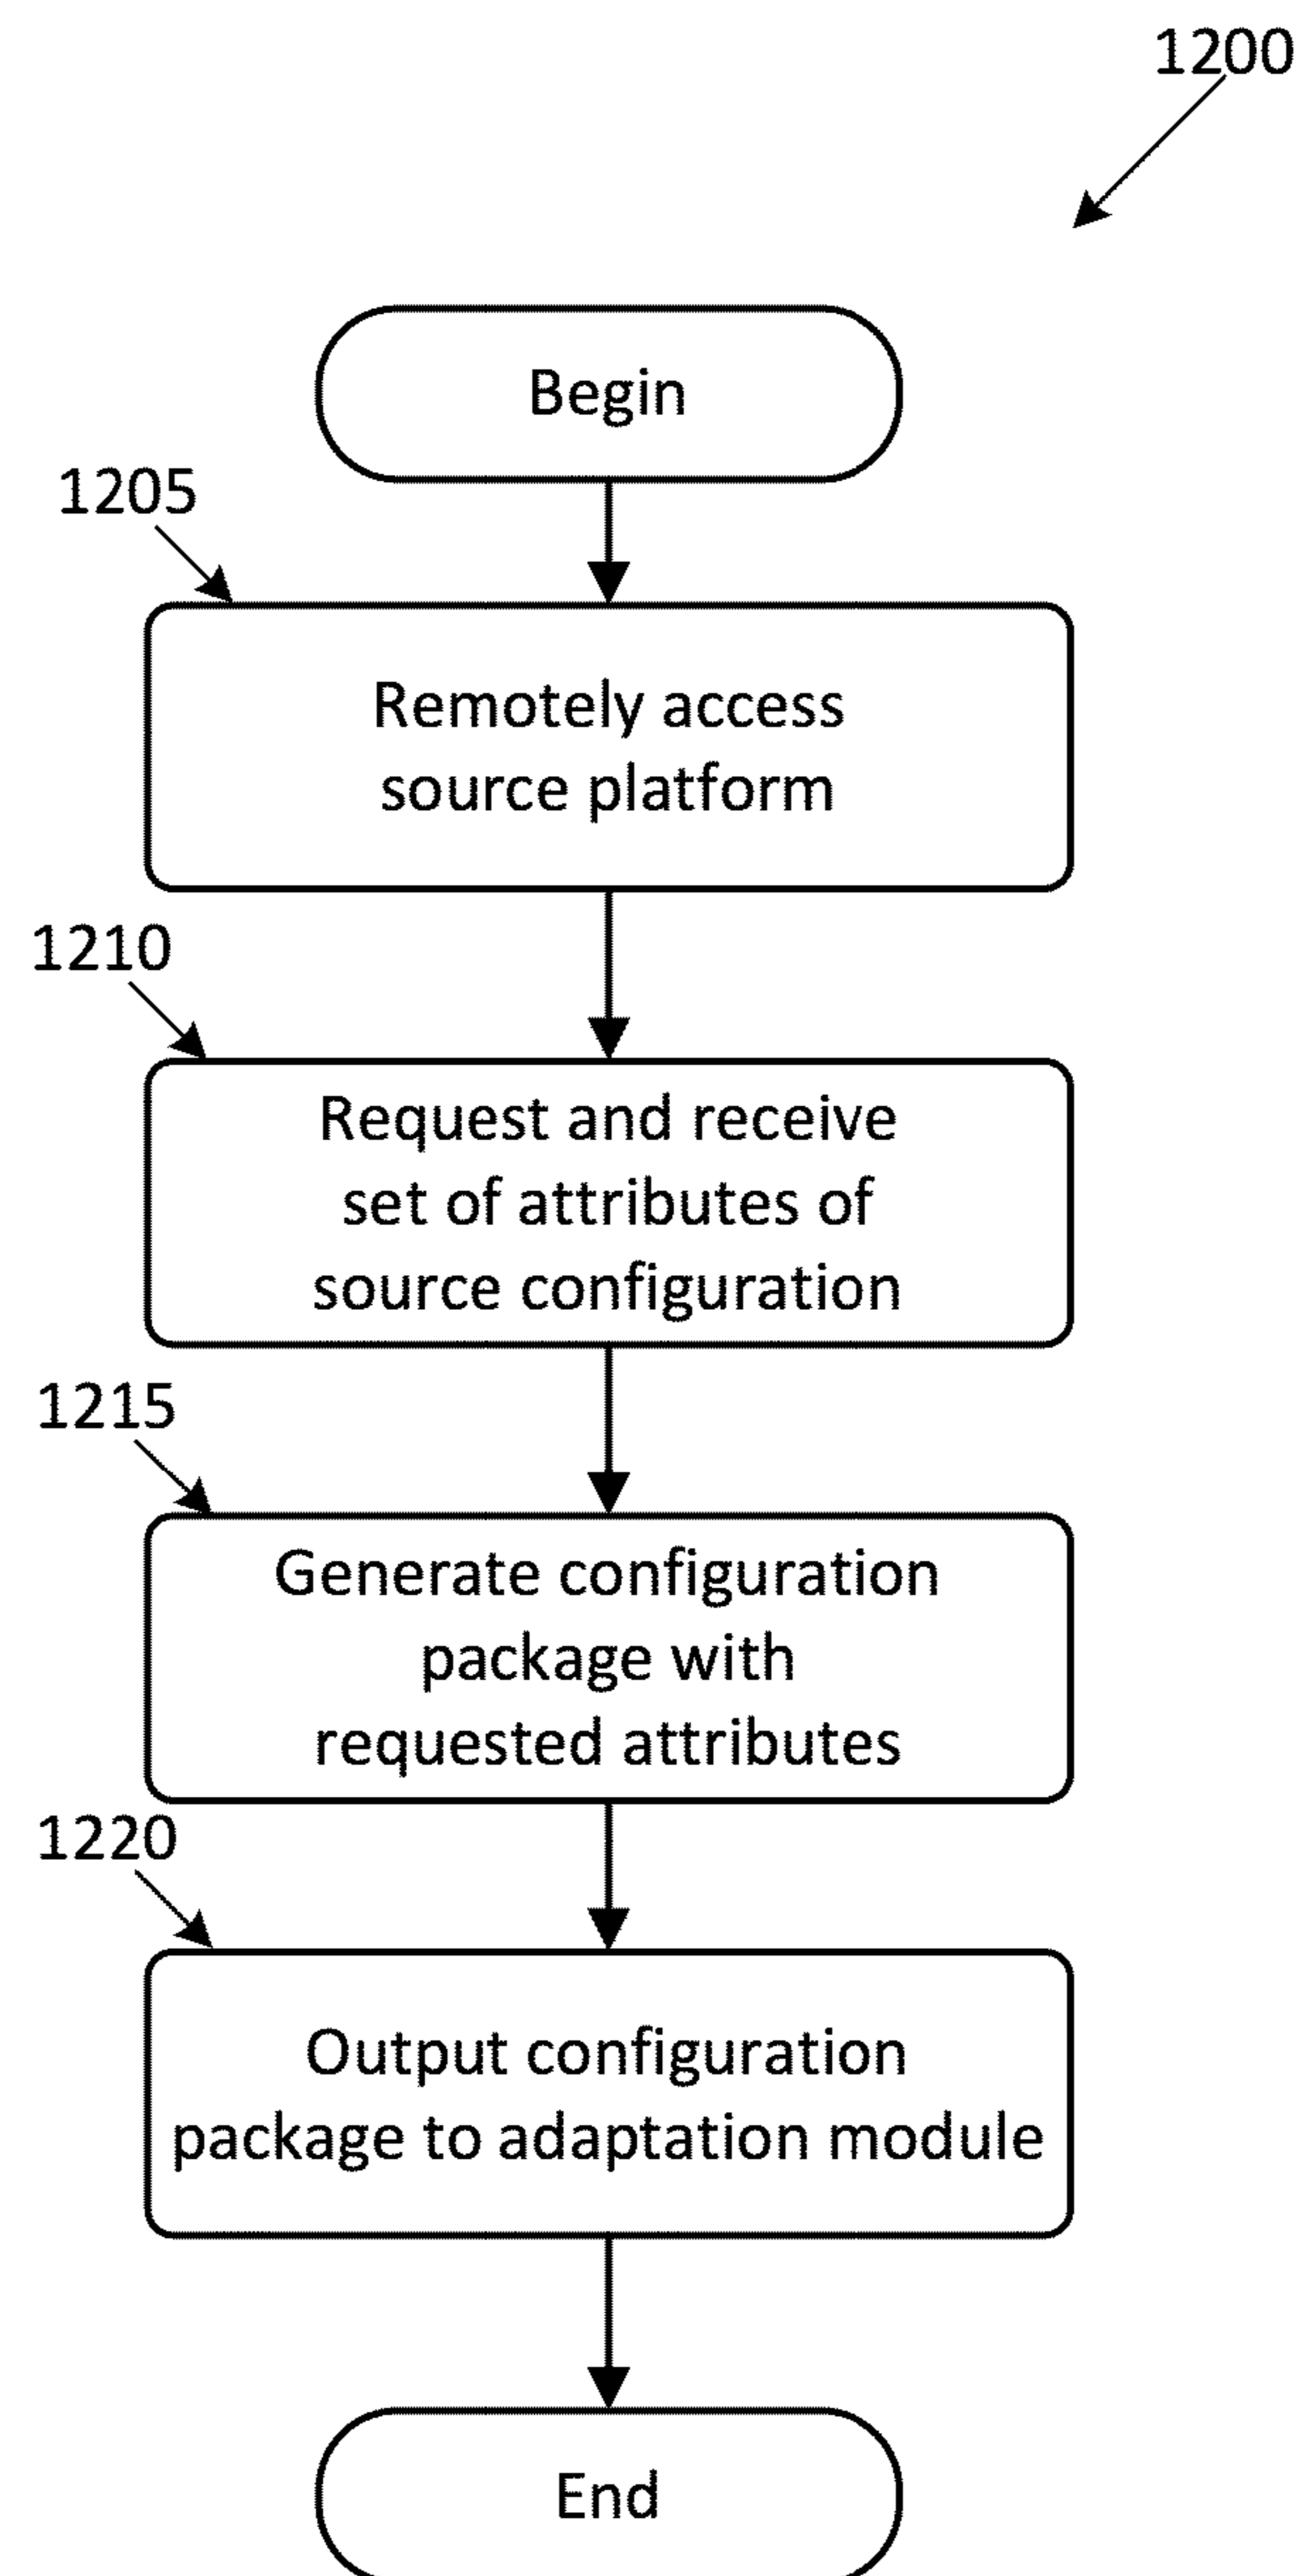 1200
Begin
1205
Remotely access
source platform
1210
Request and receive
set of attributes of
source configuration
1215
Generate configuration
package with
requested attributes
1220
Output configuration
package to adaptation module
End